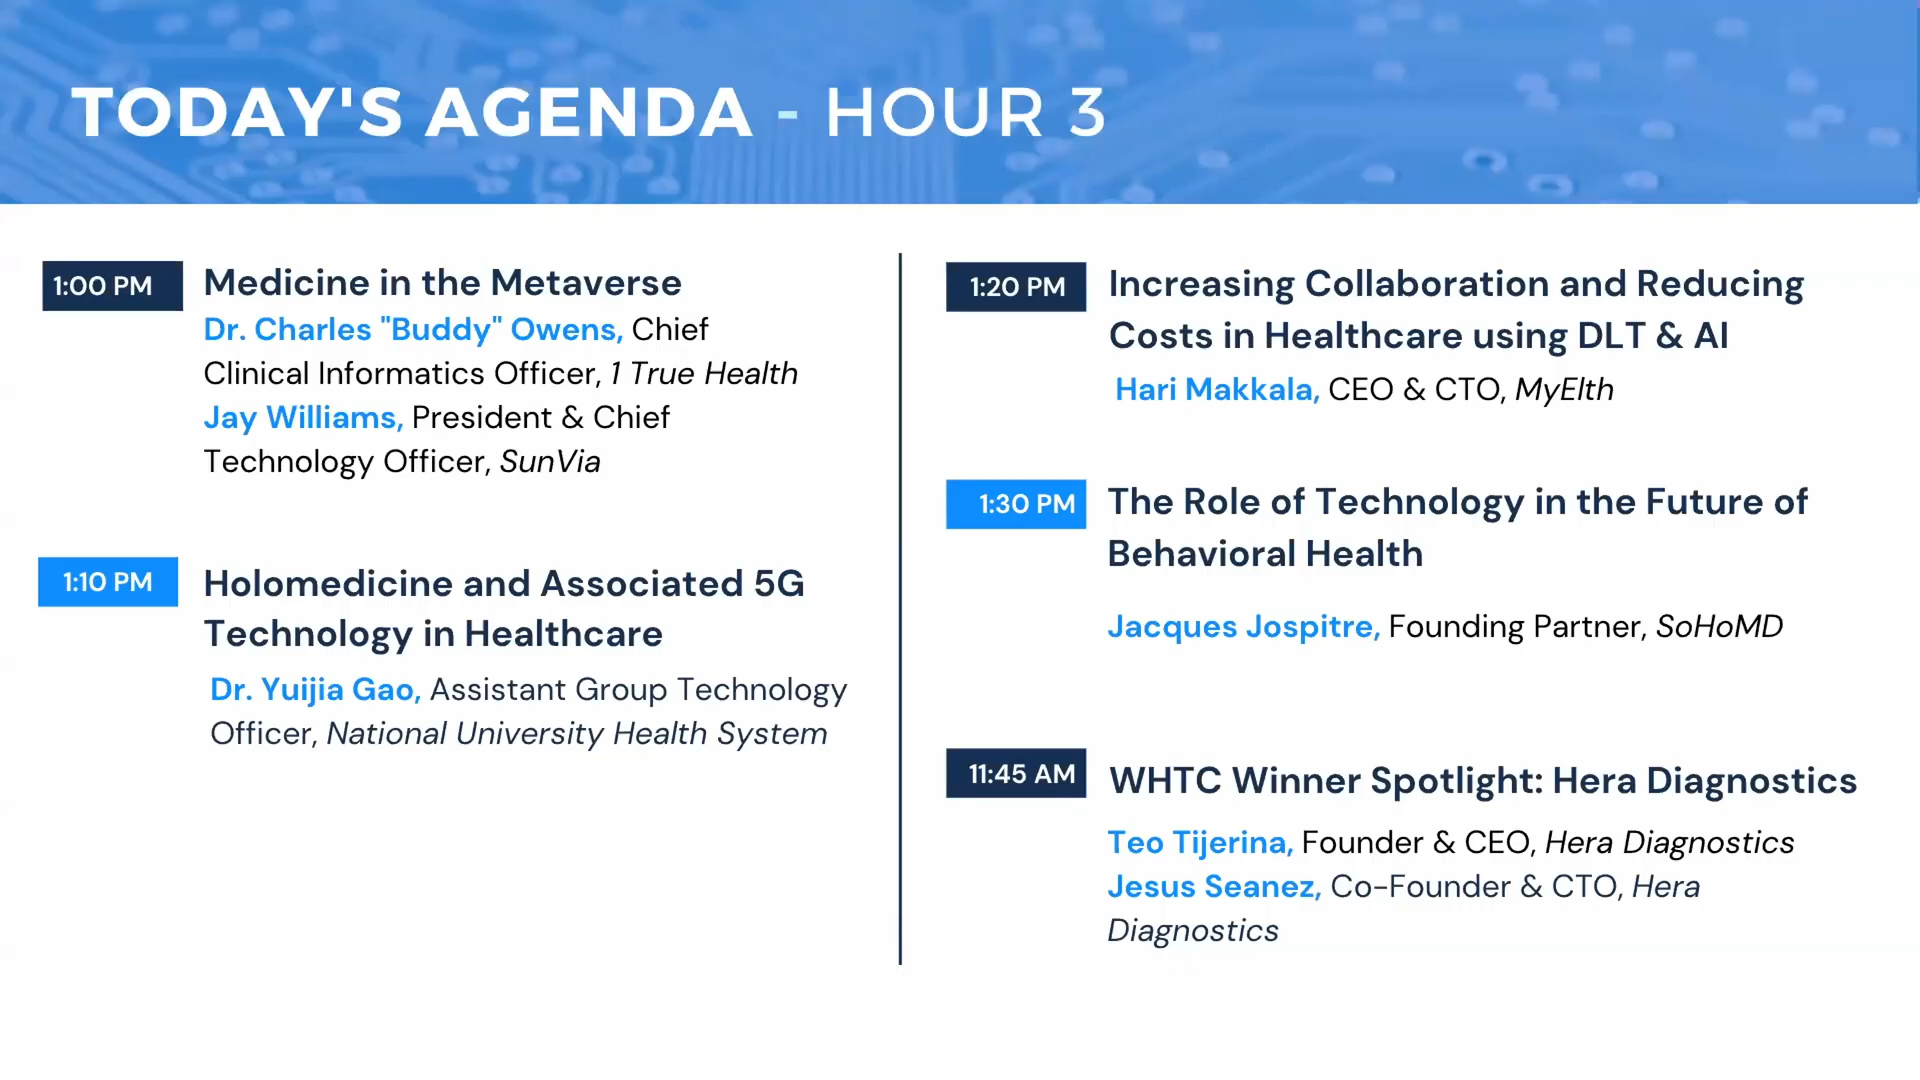 TODAY'S AGENDA - HOUR 3
1:00 PM
Medicine in the Metaverse
Dr. Charles "Buddy" Owens, Chief
Clinical Informatics Officer, 1 True Health
Jay Williams, President & Chief
Technology Officer, SunVia
1:10 PM
Holomedicine and Associated 5G
Technology in Healthcare
Dr. Yuijia Gao, Assistant Group Technology
Officer, National University Health System
1:20 PM
Increasing Collaboration and Reducing
Costs in Healthcare using DLT & AI
Hari Makkala, CEO & CTO, MyElth
1:30 PM
The Role of Technology in the Future of
Behavioral Health
Jacques Jospitre, Founding Partner, SoHoMD
11:45 AM
WHTC Winner Spotlight: Hera Diagnostics
Teo Tijerina, Founder & CEO, Hera Diagnostics
Jesus Seanez, Co-Founder & CTO, Hera
Diagnostics